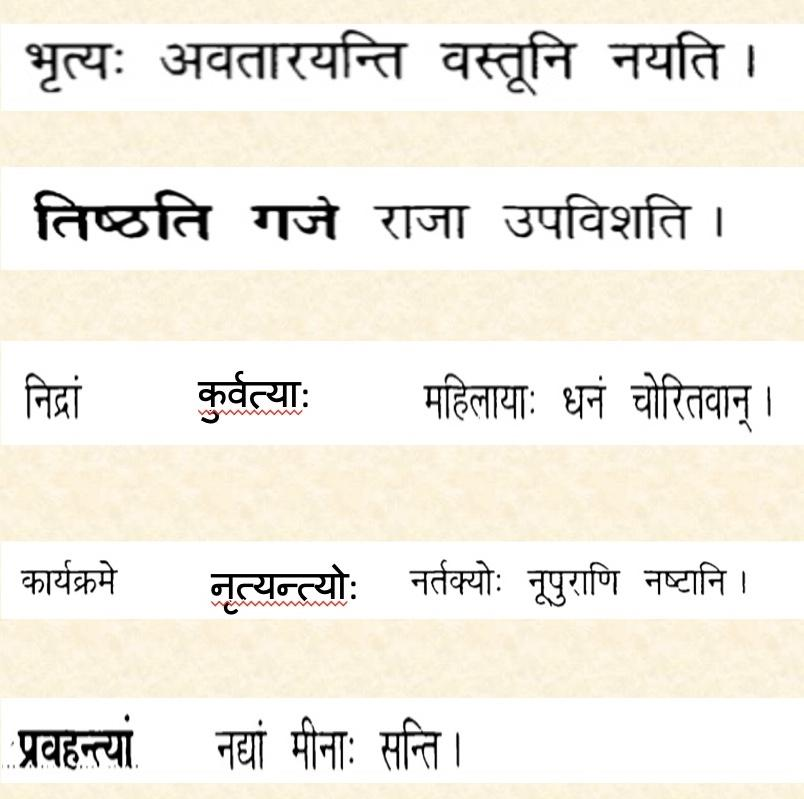 भृत्यः अवतारयन्ति वस्तूनि नयति ।
तिष्ठति गजे राजा उपविशति ।
निद्रां कुर्वत्याः महिलायाः धनं चोरितवान् ।
कार्यक्रमे नृत्यन्त्योः नर्तक्योः नूपुराणि नष्टानि ।
प्रवहन्त्यां नद्यां मीनाः सन्ति ।